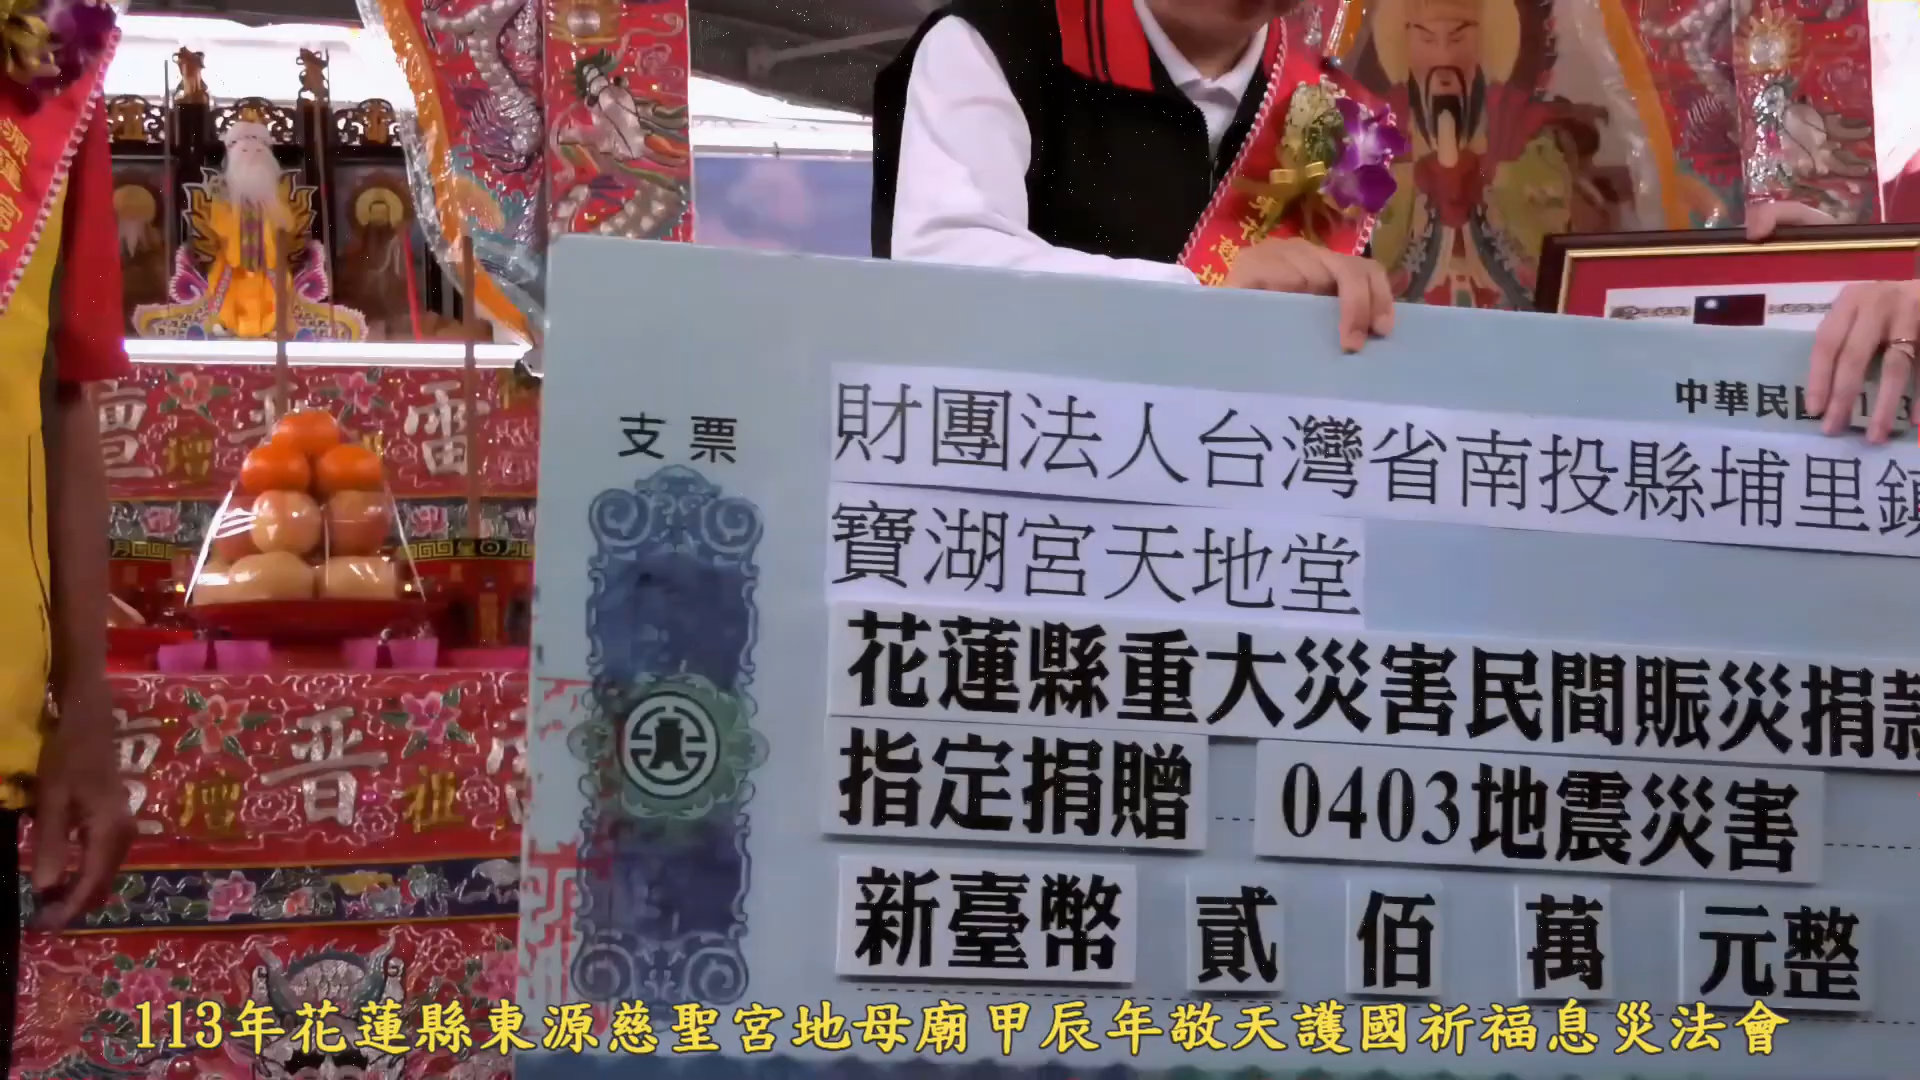 中華民國
支票
財團法人台灣省南投縣埔里鎮
寶湖宮天地堂
花蓮縣重大災害民間賑災捐款
指定捐贈 0403地震災害
新臺幣 貳 佰 萬 元整
113年花蓮縣東源慈聖宮地母廟甲辰年敬天護國祈福息災法會